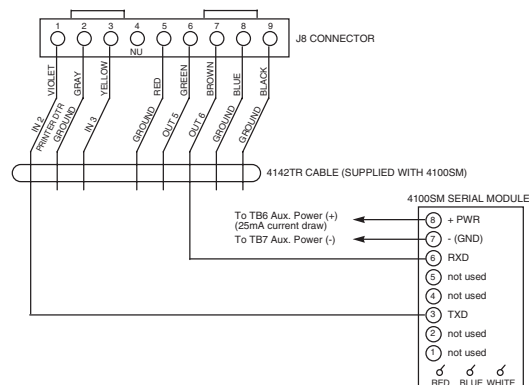 1 2 3 4 5 6 7 8 9
J8 CONNECTOR
NU
VIOLET
GRAY
YELLOW
RED
GREEN
BROWN
BLUE
BLACK
IN 2
PRINTER DTR
GROUND
IN 3
GROUND
OUT 5
OUT 6
GROUND
GROUND
4142TR CABLE (SUPPLIED WITH 4100SM)
4100SM SERIAL MODULE
To TB6 Aux. Power (+)
(25mA current draw)
To TB7 Aux. Power (-)
8 + PWR
7 - (GND)
6 RXD
5 not used
4 not used
3 TXD
2 not used
1 not used
RED BLUE WHITE